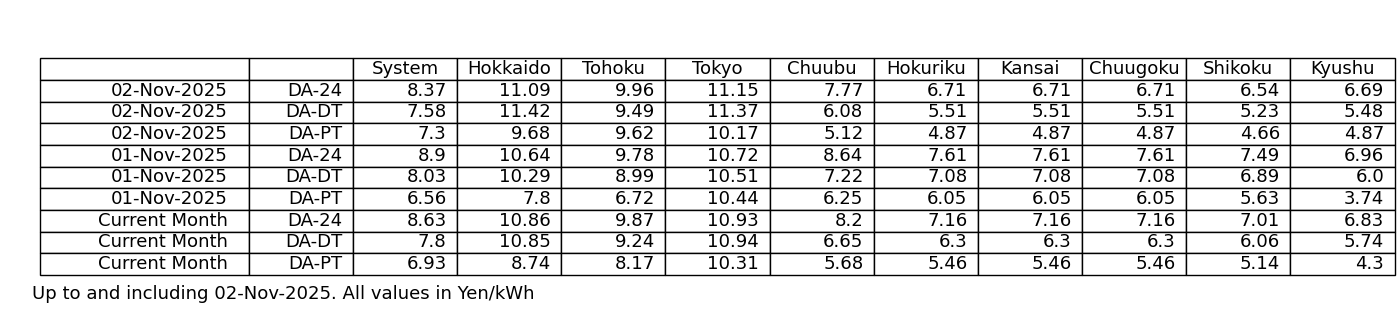 System Hokkaido Tohoku Tokyo Chuubu Hokuriku Kansai Chuugoku Shikoku Kyushu
02-Nov-2025 DA-24 8.37 11.09 9.96 11.15 7.77 6.71 6.71 6.71 6.54 6.69
02-Nov-2025 DA-DT 7.58 11.42 9.49 11.37 6.08 5.51 5.51 5.51 5.23 5.48
02-Nov-2025 DA-PT 7.3 9.68 9.62 10.17 5.12 4.87 4.87 4.87 4.66 4.87
01-Nov-2025 DA-24 8.9 10.64 9.78 10.72 8.64 7.61 7.61 7.61 7.49 6.96
01-Nov-2025 DA-DT 8.03 10.29 8.99 10.51 7.22 7.08 7.08 7.08 6.89 6.0
01-Nov-2025 DA-PT 6.56 7.8 6.72 10.44 6.25 6.05 6.05 6.05 5.63 3.74
Current Month DA-24 8.63 10.86 9.87 10.93 8.2 7.16 7.16 7.16 7.01 6.83
Current Month DA-DT 7.8 10.85 9.24 10.94 6.65 6.3 6.3 6.3 6.06 5.74
Current Month DA-PT 6.93 8.74 8.17 10.31 5.68 5.46 5.46 5.46 5.14 4.3
Up to and including 02-Nov-2025. All values in Yen/kWh